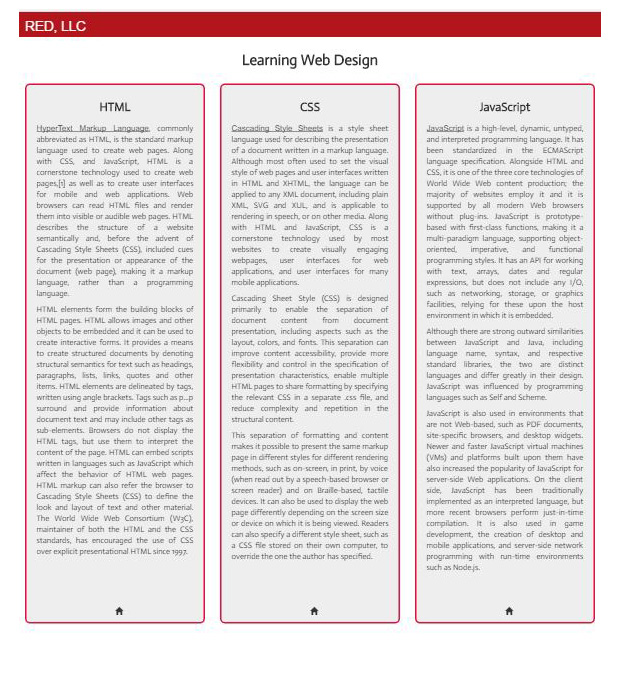 RED, LLC
Learning Web Design
HTML
HyperText Markup Language, commonly
abbreviated as HTML, is the standard markup
language used to create web pages. Along
with CSS, and JavaScript, HTML is a
cornerstone technology used to create web
pages,[1] as well as to create user interfaces
for mobile and web applications. Web
browsers can read HTML files and render
them into visible or audible web pages. HTML
describes the structure of a website
semantically and, before the advent of
Cascading Style Sheets (CSS), included cues
for the presentation or appearance of the
document (web page), making it a markup
language, rather than a programming
language.
HTML elements form the building blocks of
HTML pages. HTML allows images and other
objects to be embedded and it can be used to
create interactive forms. It provides a means
to create structured documents by denoting
structural semantics for text such as headings,
paragraphs, lists, links, quotes and other
items. HTML elements are delineated by tags,
written using angle brackets. Tags such as p...p
surround and provide information about
document text and may include other tags as
sub-elements. Browsers do not display the
HTML tags, but use them to interpret the
content of the page. HTML can embed scripts
written in languages such as JavaScript which
affect the behavior of HTML web pages.
HTML markup can also refer the browser to
Cascading Style Sheets (CSS) to define the
look and layout of text and other material.
The World Wide Web Consortium (W3C),
maintainer of both the HTML and the CSS
standards, has encouraged the use of CSS
over explicit presentational HTML since 1997.
CSS
Cascading Style Sheets is a style sheet
language used for describing the presentation
of a document written in a markup language.
Although most often used to set the visual
style of web pages and user interfaces written
in HTML and XHTML, the language can be
applied to any XML document, including plain
XML, SVG and XUL, and is applicable to
rendering in speech, or on other media. Along
with HTML and JavaScript, CSS is a
cornerstone technology used by most
websites to create visually engaging
webpages, user interfaces for web
applications, and user interfaces for many
mobile applications.
Cascading Sheet Style (CSS) is designed
primarily to enable the separation of
document content from document
presentation, including aspects such as the
layout, colors, and fonts. This separation can
improve content accessibility, provide more
flexibility and control in the specification of
presentation characteristics, enable multiple
HTML pages to share formatting by specifying
the relevant CSS in a separate .css file, and
reduce complexity and repetition in the
structural content.
This separation of formatting and content
makes it possible to present the same markup
page in different styles for different rendering
methods, such as on-screen, in print, by voice
(when read out by a speech-based browser or
screen reader) and on Braille-based, tactile
devices. It can also be used to display the web
page differently depending on the screen size
or device on which it is being viewed. Readers
can also specify a different style sheet, such as
a CSS file stored on their own computer, to
override the one the author has specified.
JavaScript
JavaScript is a high-level, dynamic, untyped,
and interpreted programming language. It has
been standardized in the ECMAScript
language specification. Alongside HTML and
CSS, it is one of the three core technologies of
World Wide Web content production; the
majority of websites employ it and it is
supported by all modern Web browsers
without plug-ins. JavaScript is prototype-
based with first-class functions, making it a
multi-paradigm language, supporting object-
oriented, imperative, and functional
programming styles. It has an API for working
with text, arrays, dates and regular
expressions, but does not include any I/O,
such as networking, storage, or graphics
facilities, relying for these upon the host
environment in which it is embedded.
Although there are strong outward similarities
between JavaScript and Java, including
language name, syntax, and respective
standard libraries, the two are distinct
languages and differ greatly in their design.
JavaScript was influenced by programming
languages such as Self and Scheme.
JavaScript is also used in environments that
are not Web-based, such as PDF documents,
site-specific browsers, and desktop widgets.
Newer and faster JavaScript virtual machines
(VMs) and platforms built upon them have
also increased the popularity of JavaScript for
server-side Web applications. On the client
side, JavaScript has been traditionally
implemented as an interpreted language, but
more recent browsers perform just-in-time
compilation. It is also used in game
development, the creation of desktop and
mobile applications, and server-side network
programming with run-time environments
such as Node.js.